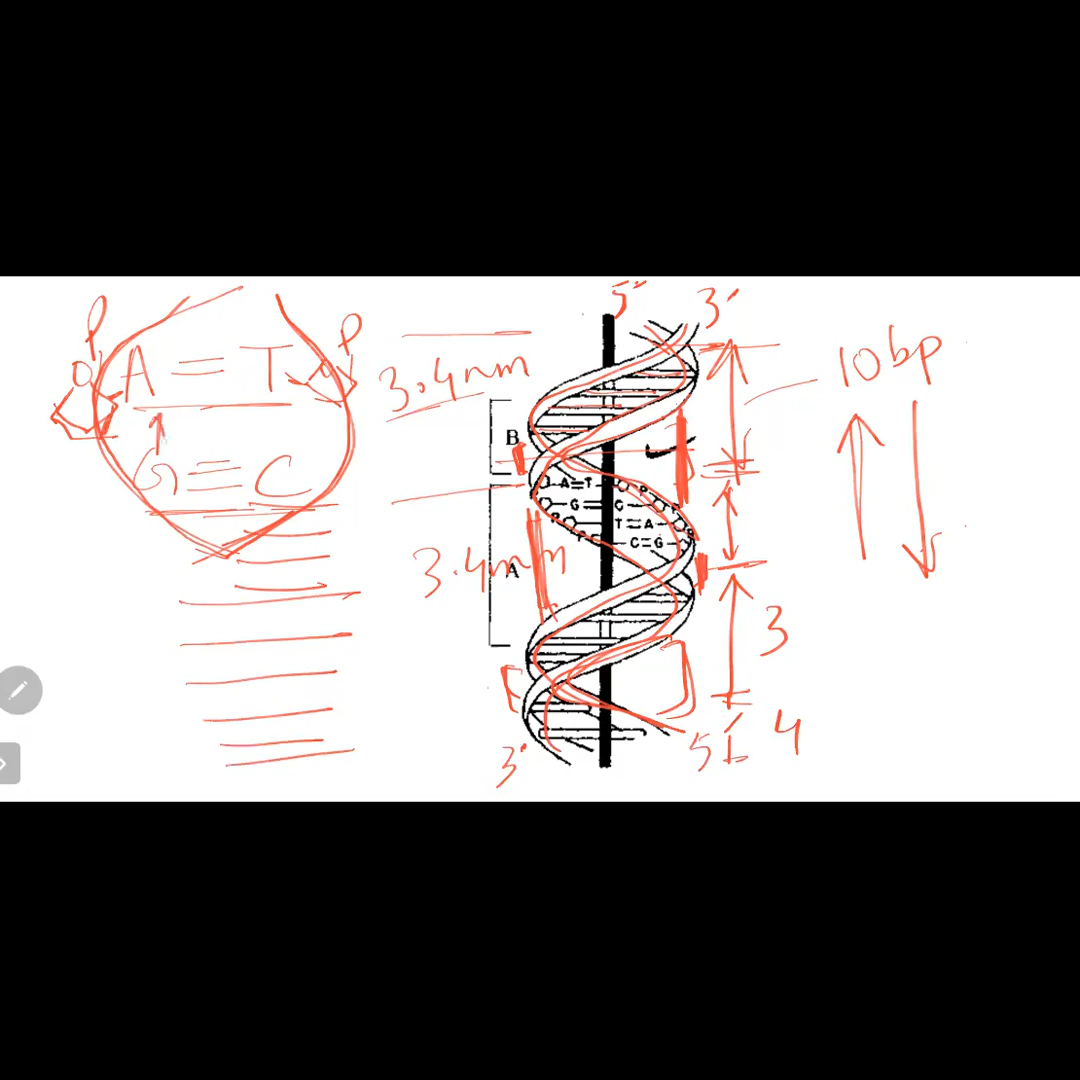 5' 3'
P
P
A = T
3.4nm
10bp
B
G ≡ C
A=T
P
G=C
P
T=A
P
C=G
3.4nm
A
3
3'
5'
4